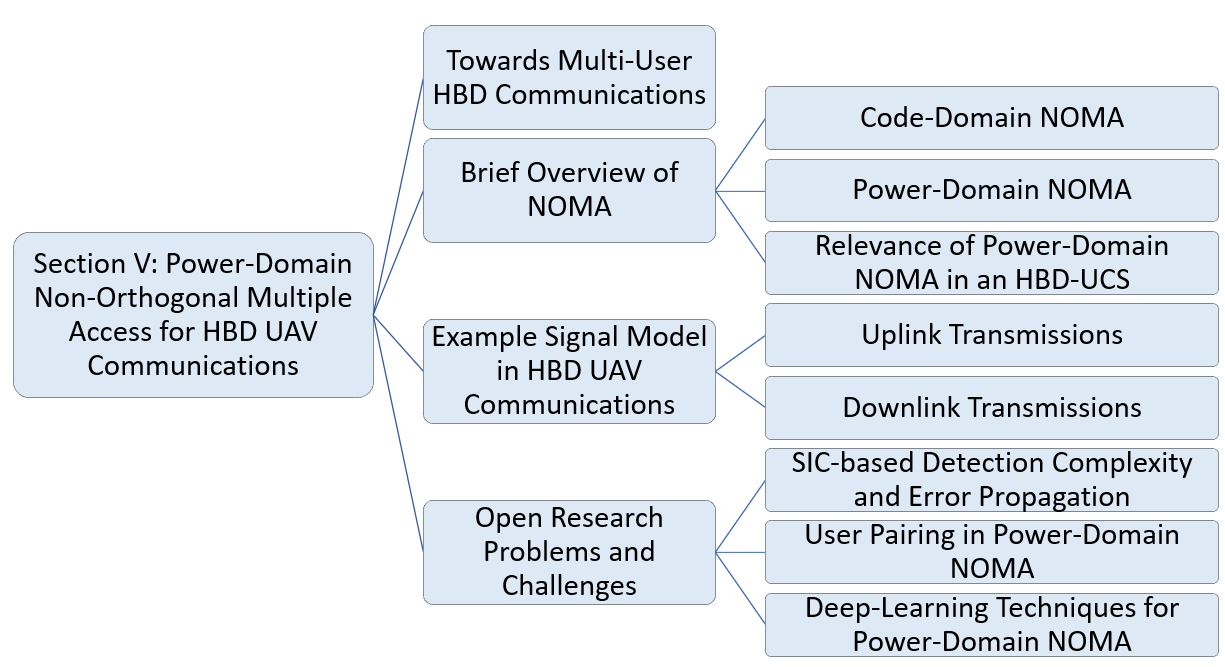 Section V: Power-Domain
Non-Orthogonal Multiple
Access for HBD UAV
Communications
Towards Multi-User
HBD Communications
Brief Overview of
NOMA
Code-Domain NOMA
Power-Domain NOMA
Relevance of Power-Domain
NOMA in an HBD-UCS
Example Signal Model
in HBD UAV
Communications
Uplink Transmissions
Downlink Transmissions
Open Research
Problems and
Challenges
SIC-based Detection Complexity
and Error Propagation
User Pairing in Power-Domain
NOMA
Deep-Learning Techniques for
Power-Domain NOMA